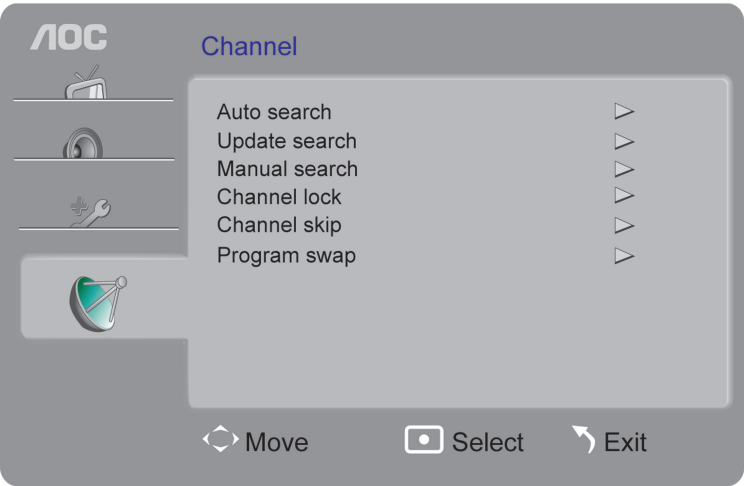 AOC
Channel
Auto search
Update search
Manual search
Channel lock
Channel skip
Program swap
Move Select Exit